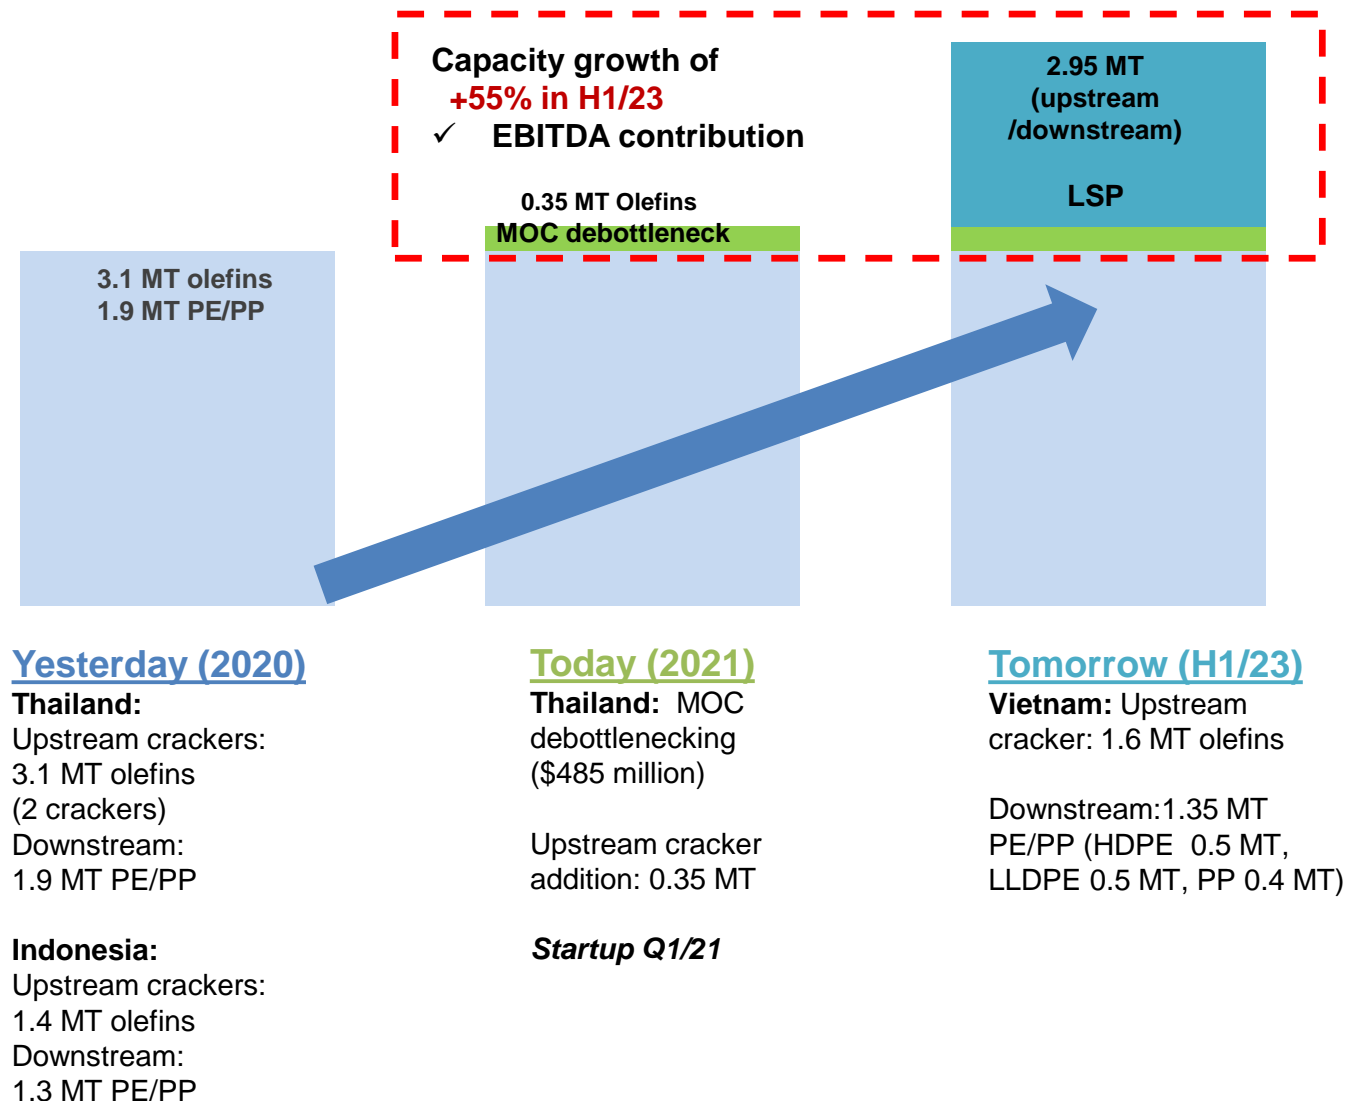 Capacity growth of
+55% in H1/23
✓ EBITDA contribution
0.35 MT Olefins
MOC debottleneck
2.95 MT
(upstream
/downstream)
LSP
3.1 MT olefins
1.9 MT PE/PP
Yesterday (2020)
Thailand:
Upstream crackers:
3.1 MT olefins
(2 crackers)
Downstream:
1.9 MT PE/PP
Indonesia:
Upstream crackers:
1.4 MT olefins
Downstream:
1.3 MT PE/PP
Today (2021)
Thailand: MOC
debottlenecking
($485 million)
Upstream cracker
addition: 0.35 MT
Startup Q1/21
Tomorrow (H1/23)
Vietnam: Upstream
cracker: 1.6 MT olefins
Downstream:1.35 MT
PE/PP (HDPE 0.5 MT,
LLDPE 0.5 MT, PP 0.4 MT)